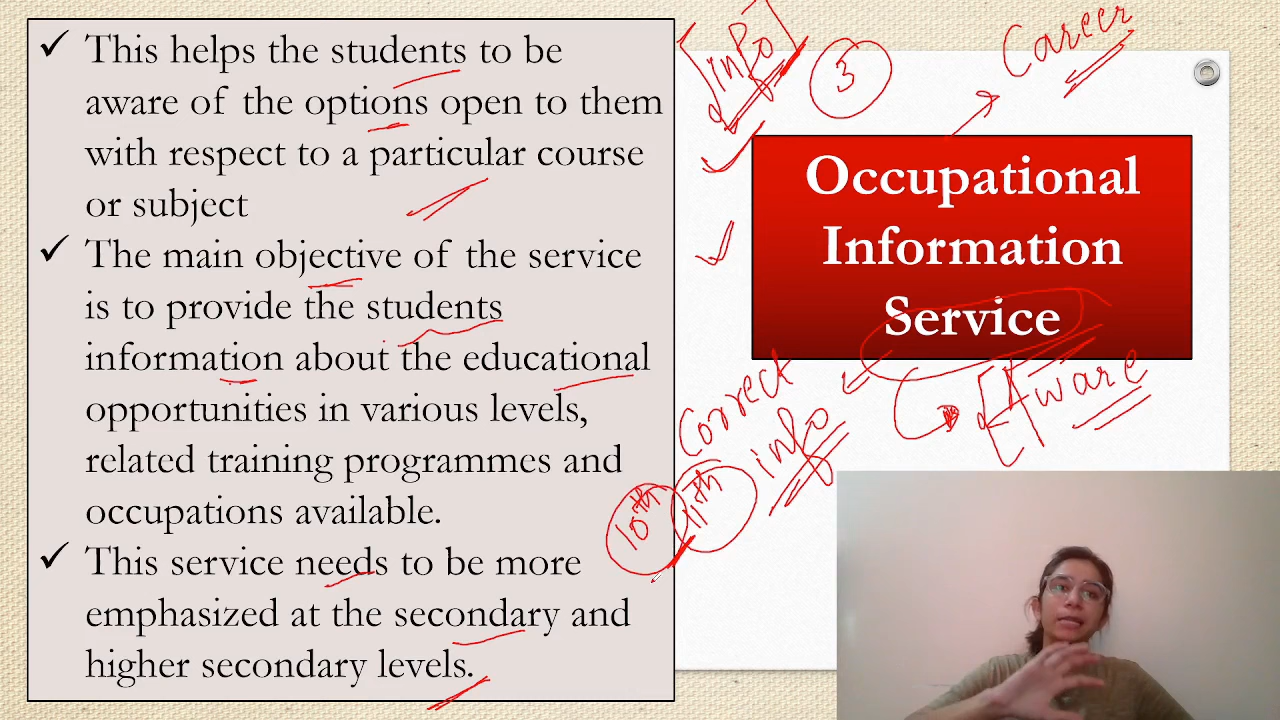 ✓ This helps the students to be
aware of the options open to them
with respect to a particular course
or subject
✓ The main objective of the service
is to provide the students
information about the educational
opportunities in various levels,
related training programmes and
occupations available.
✓ This service needs to be more
emphasized at the secondary and
higher secondary levels.
[info]
3
Career
Occupational
Information
Service
Aware
Correct
info
10th
11th